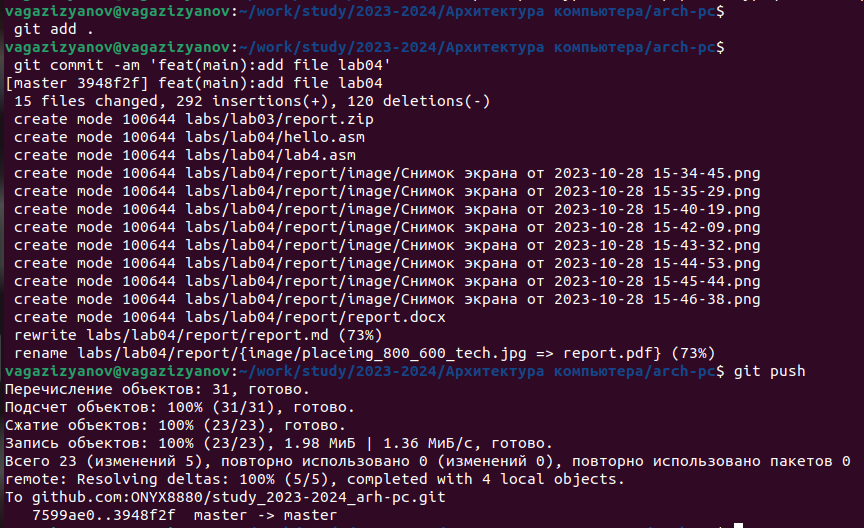 vagazizyanov@vagazizyanov:~/work/study/2023-2024/Архитектура компьютера/arch-pc$
git add .
vagazizyanov@vagazizyanov:~/work/study/2023-2024/Архитектура компьютера/arch-pc$
git commit -am 'feat(main):add file lab04'
[master 3948f2f] feat(main):add file lab04
15 files changed, 292 insertions(+), 120 deletions(-)
create mode 100644 labs/lab03/report.zip
create mode 100644 labs/lab04/hello.asm
create mode 100644 labs/lab04/lab4.asm
create mode 100644 labs/lab04/report/image/Снимок экрана от 2023-10-28 15-34-45.png
create mode 100644 labs/lab04/report/image/Снимок экрана от 2023-10-28 15-35-29.png
create mode 100644 labs/lab04/report/image/Снимок экрана от 2023-10-28 15-40-19.png
create mode 100644 labs/lab04/report/image/Снимок экрана от 2023-10-28 15-42-09.png
create mode 100644 labs/lab04/report/image/Снимок экрана от 2023-10-28 15-43-32.png
create mode 100644 labs/lab04/report/image/Снимок экрана от 2023-10-28 15-44-53.png
create mode 100644 labs/lab04/report/image/Снимок экрана от 2023-10-28 15-45-44.png
create mode 100644 labs/lab04/report/image/Снимок экрана от 2023-10-28 15-46-38.png
create mode 100644 labs/lab04/report/report.docx
rewrite labs/lab04/report/report.md (73%)
rename labs/lab04/report/{image/placeimg_800_600_tech.jpg => report.pdf} (73%)
vagazizyanov@vagazizyanov:~/work/study/2023-2024/Архитектура компьютера/arch-pc$ git push
Перечисление объектов: 31, готово.
Подсчет объектов: 100% (31/31), готово.
Сжатие объектов: 100% (23/23), готово.
Запись объектов: 100% (23/23), 1.98 МиБ | 1.36 МиБ/с, готово.
Всего 23 (изменений 5), повторно использовано 0 (изменений 0), повторно использовано пакетов 0
remote: Resolving deltas: 100% (5/5), completed with 4 local objects.
To github.com:ONYX8880/study_2023-2024_arh-pc.git
7599ae0..3948f2f  master -> master